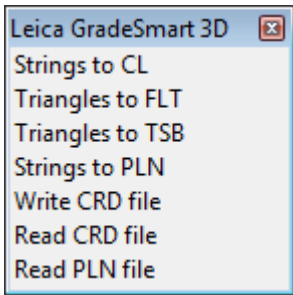 Leica GradeSmart 3D
Strings to CL
Triangles to FLT
Triangles to TSB
Strings to PLN
Write CRD file
Read CRD file
Read PLN file